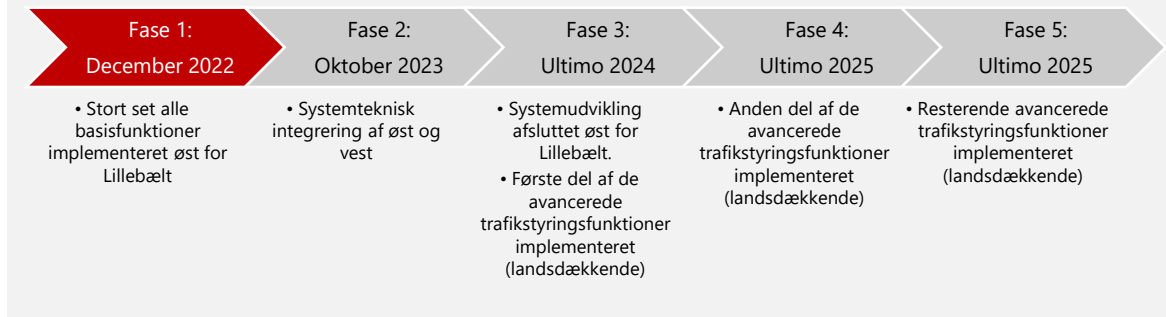 Fase 1:
December 2022
• Stort set alle
basisfunktioner
implementeret øst for
Lillebælt
Fase 2:
Oktober 2023
• Systemteknisk
integrering af øst og
vest
Fase 3:
Ultimo 2024
• Systemudvikling
afsluttet øst for
Lillebælt.
• Første del af de
avancerede
trafikstyringsfunktioner
implementeret
(landsdækkende)
Fase 4:
Ultimo 2025
• Anden del af de
avancerede
trafikstyringsfunktioner
implementeret
(landsdækkende)
Fase 5:
Ultimo 2025
• Resterende avancerede
trafikstyringsfunktioner
implementeret
(landsdækkende)